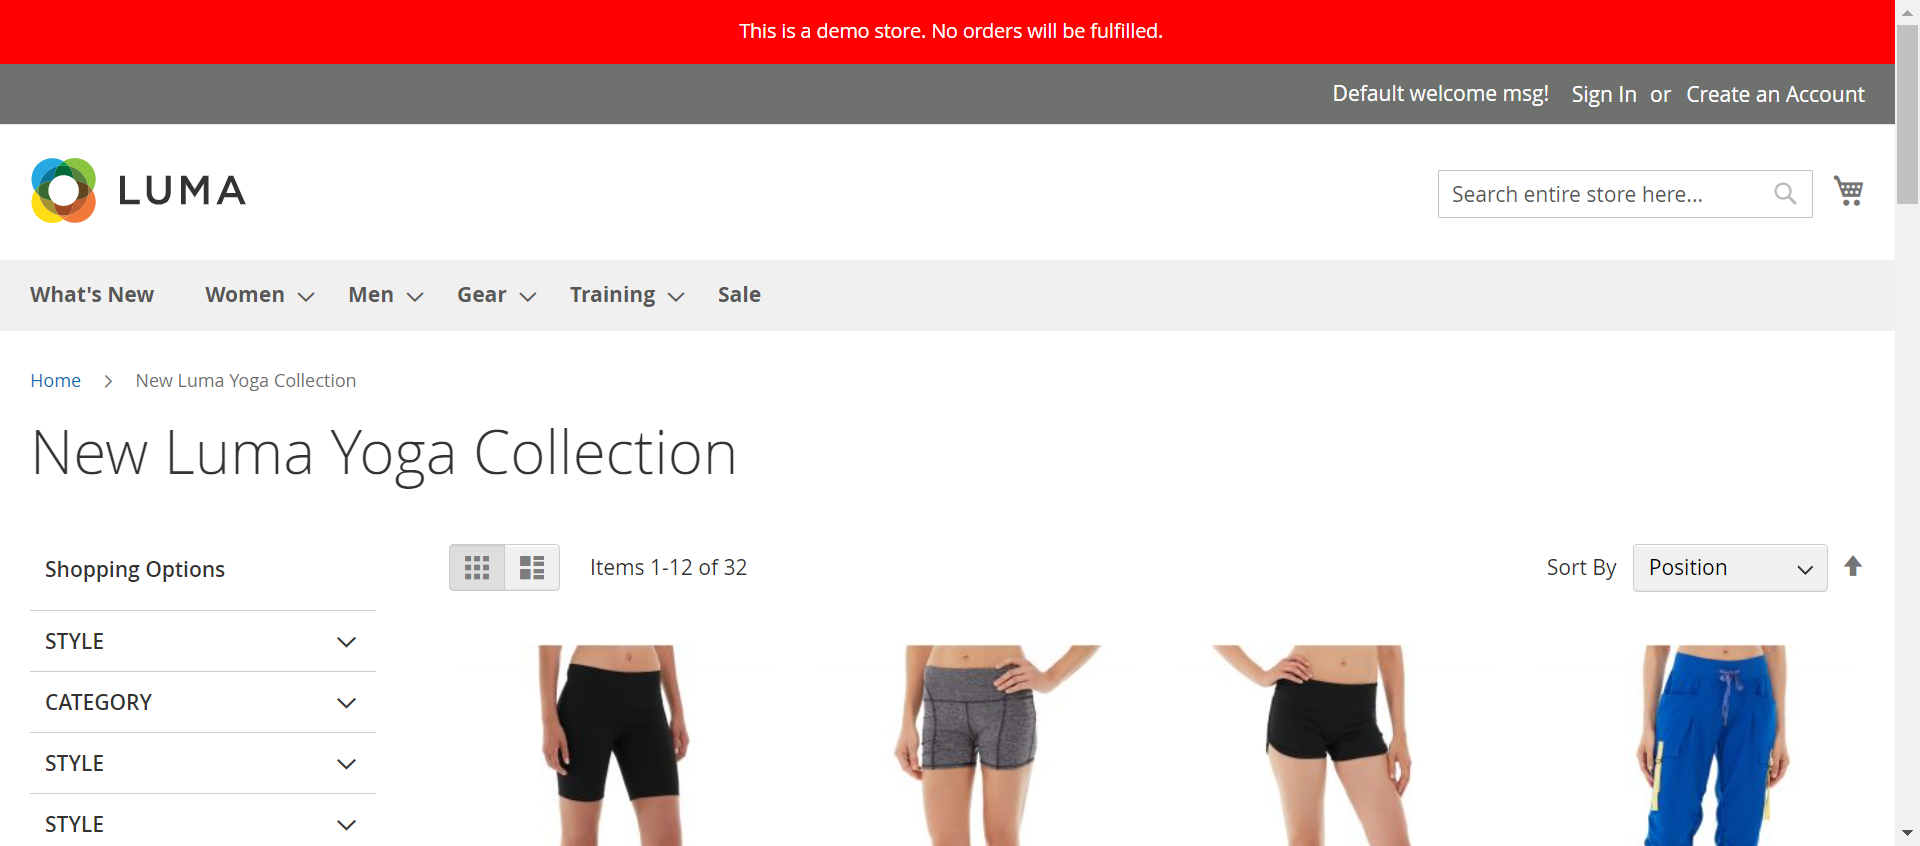 This is a demo store. No orders will be fulfilled.
Default welcome msg! Sign In or Create an Account
LUMA
Search entire store here...
What's New Women Men Gear Training Sale
Home New Luma Yoga Collection
New Luma Yoga Collection
Shopping Options
Items 1-12 of 32
Sort By Position
STYLE
CATEGORY
STYLE
STYLE